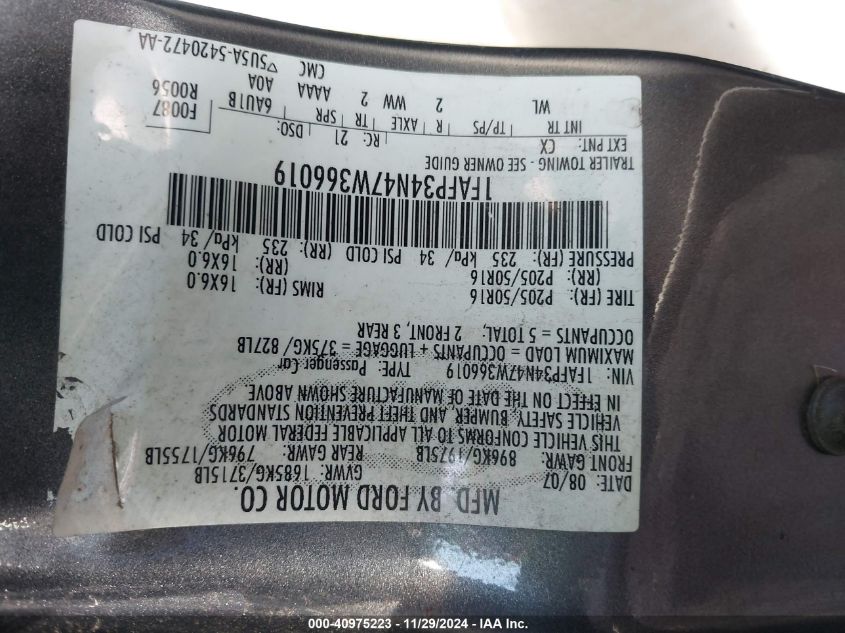 MFD. BY FORD MOTOR CO.
DATE: 08/07 GVWR: 1685KG/3715LB
FRONT GAWR: 896KG/1975LB REAR GAWR: 796KG/1755LB
THIS VEHICLE CONFORMS TO ALL APPLICABLE FEDERAL MOTOR
VEHICLE SAFETY, BUMPER, AND THEFT PREVENTION STANDARDS
IN EFFECT ON THE DATE OF MANUFACTURE SHOWN ABOVE
VIN: 1FAFP34N47W366019 TYPE: Passenger Car
MAXIMUM LOAD = OCCUPANTS + LUGGAGE = 375KG/827LB
OCCUPANTS = 5 TOTAL, 2 FRONT, 3 REAR
TIRE (FR): P205/50R16 RIMS (FR): 16X6.0
(RR): P205/50R16 (RR): 16X6.0
PRESSURE (FR): 235 kPa/34 PSI COLD (RR): 235 kPa/34 PSI COLD
1FAFP34N47W366019
TRAILER TOWING - SEE OWNER GUIDE
EXT PNT: CX RC: 21 DSO: F0087
INT TR TP/PS R AXLE TR SPR 6AU1B R0056
WL 2 WW 2 AAAA A0A
CMC
5USA-5420472-AA
000-40975223 - 11/29/2024 - IAA Inc.